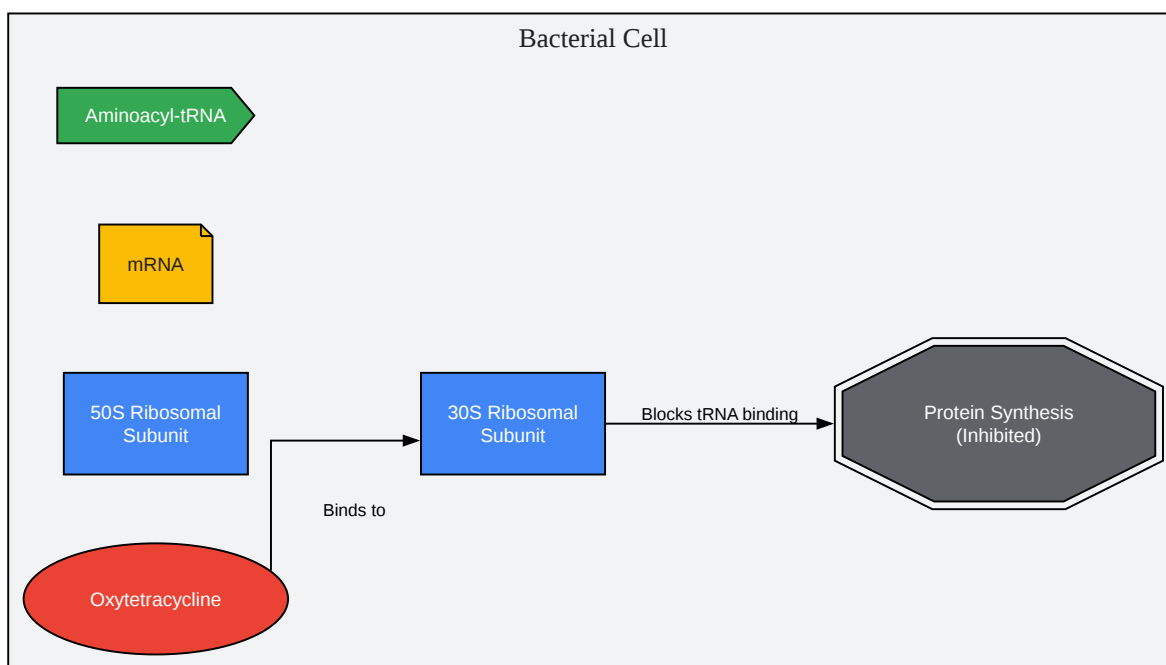 Bacterial Cell
Aminoacyl-tRNA
mRNA
50S Ribosomal
Subunit
30S Ribosomal
Subunit
Blocks tRNA binding
Protein Synthesis
(Inhibited)
Binds to
Oxytetracycline